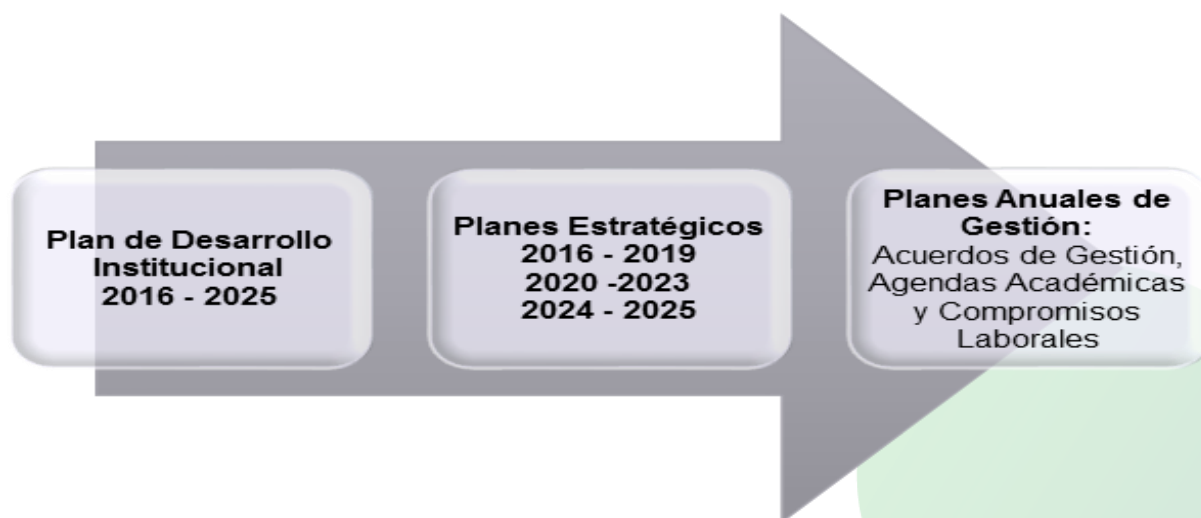 Plan de Desarrollo
Institucional
2016 - 2025
Planes Estratégicos
2016 - 2019
2020 -2023
2024 - 2025
Planes Anuales de
Gestión:
Acuerdos de Gestión,
Agendas Académicas
y Compromisos
Laborales